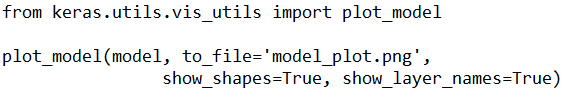 from keras.utils.vis_utils import plot_model
plot_model(model, to_file='model_plot.png',
show_shapes=True, show_layer_names=True)